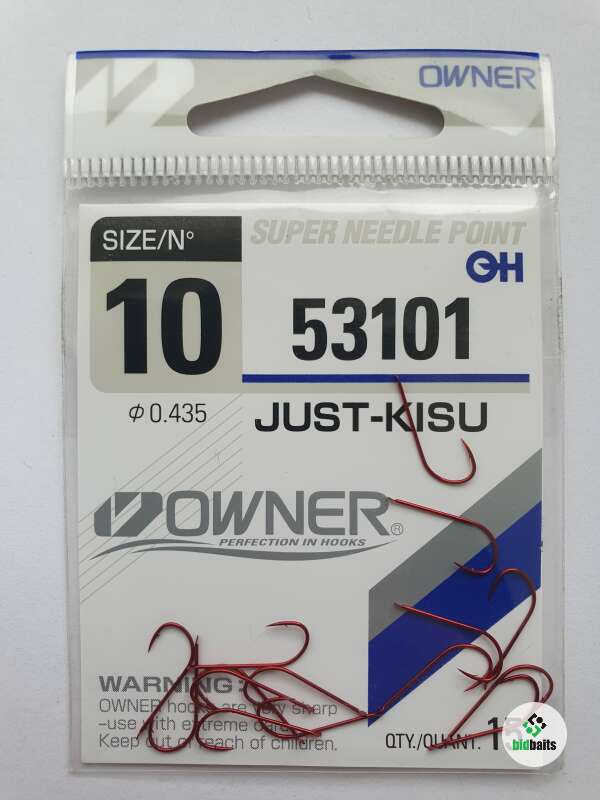 OWNER
SIZE/N°
SUPER NEEDLE POINT
10
53101
Φ 0.435
JUST-KISU
OWNER®
PERFECTION IN HOOKS
WARNING:
OWNER hooks are very sharp
-use with extreme care.
Keep out of reach of children.
QTY./QUANT.
bidbaits